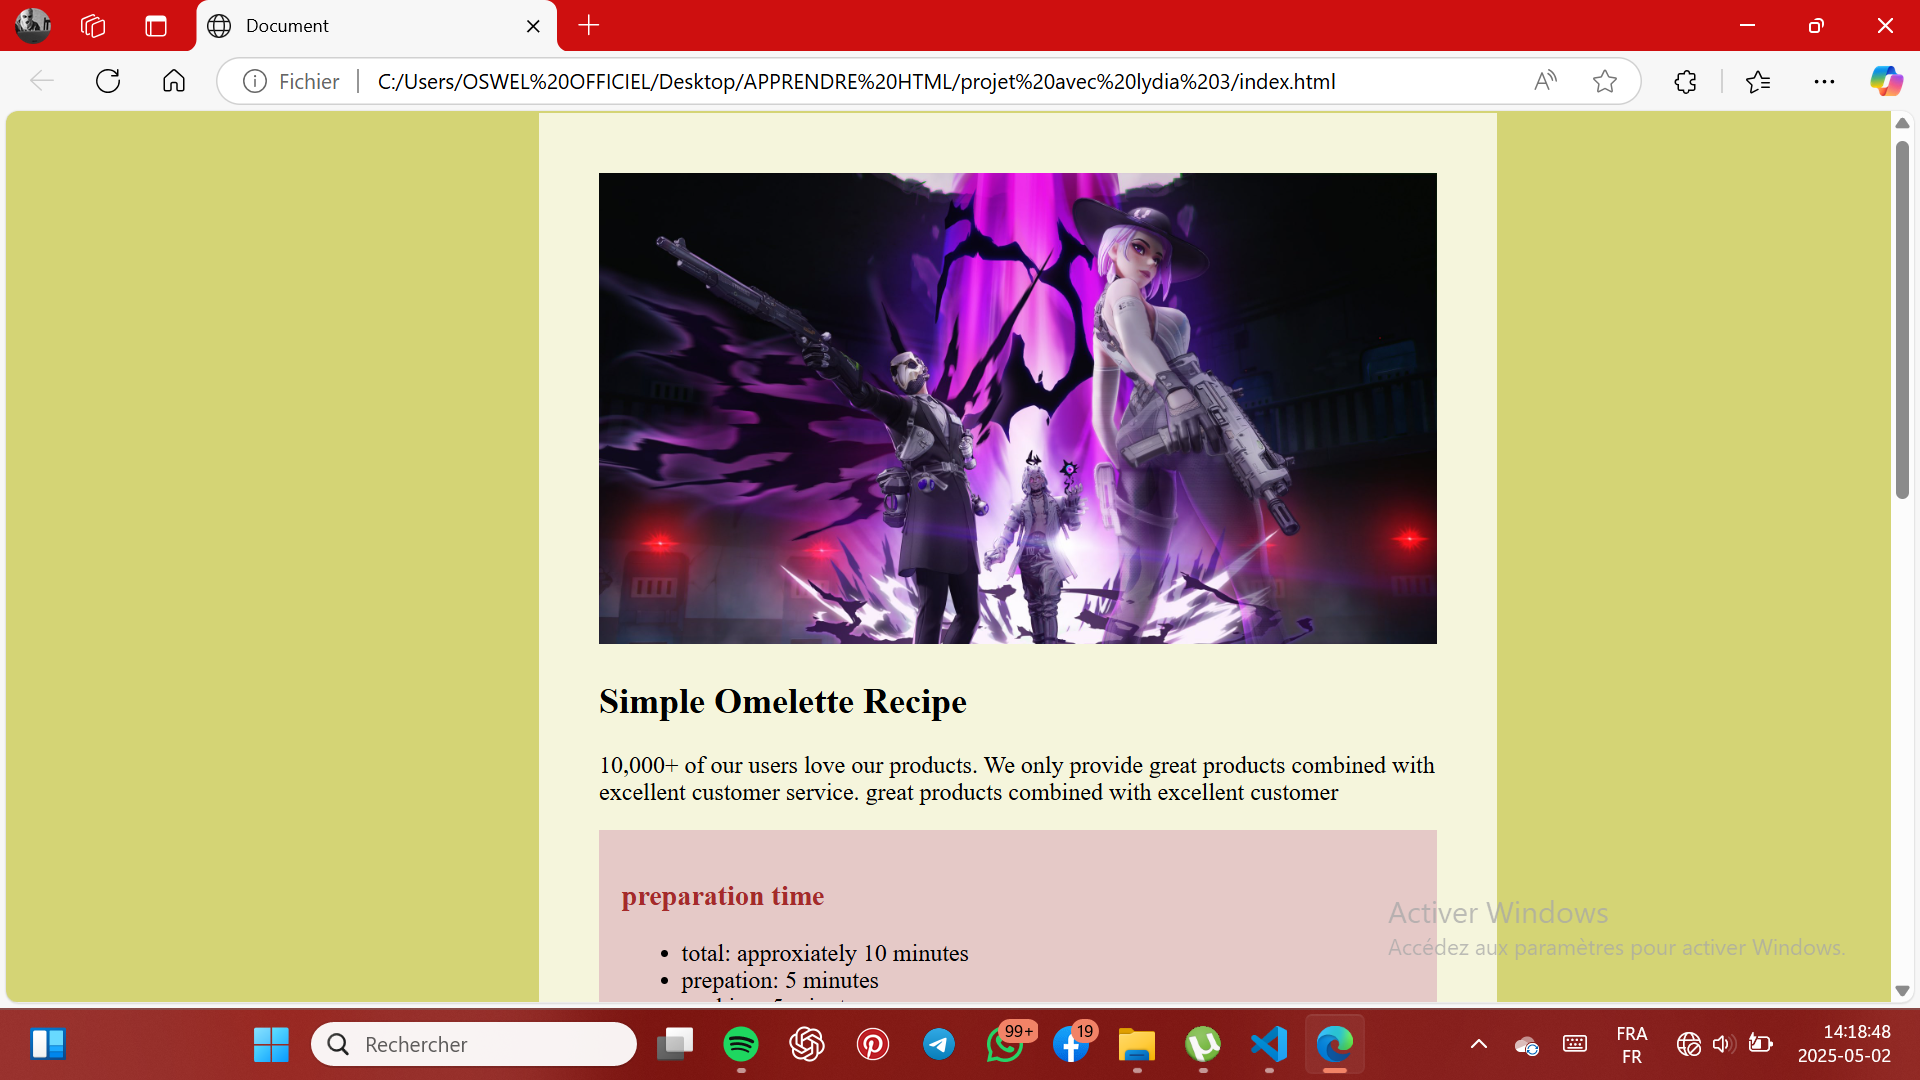 Document
Fichier
C:/Users/OSWEL%20OFFICIEL/Desktop/APPRENDRE%20HTML/projet%20avec%20lydia%203/index.html
Simple Omelette Recipe
10,000+ of our users love our products. We only provide great products combined with
excellent customer service. great products combined with excellent customer
preparation time
total: approxiately 10 minutes
prepation: 5 minutes
Activer Windows
Accédez aux paramètres pour activer Windows.
Rechercher
99+
19
FRA
FR
14:18:48
2025-05-02